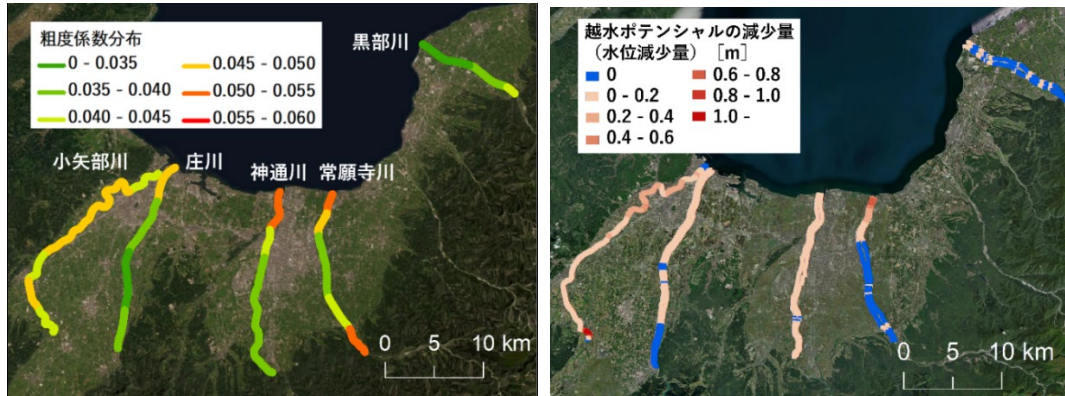 粗度係数分布
0 - 0.035
0.035 - 0.040
0.040 - 0.045
0.045 - 0.050
0.050 - 0.055
0.055 - 0.060
黒部川
小矢部川
庄川
神通川
常願寺川
0 5 10 km
越水ポテンシャルの減少量
（水位減少量） [m]
0
0 - 0.2
0.2 - 0.4
0.4 - 0.6
0.6 - 0.8
0.8 - 1.0
1.0 -
0 5 10 km